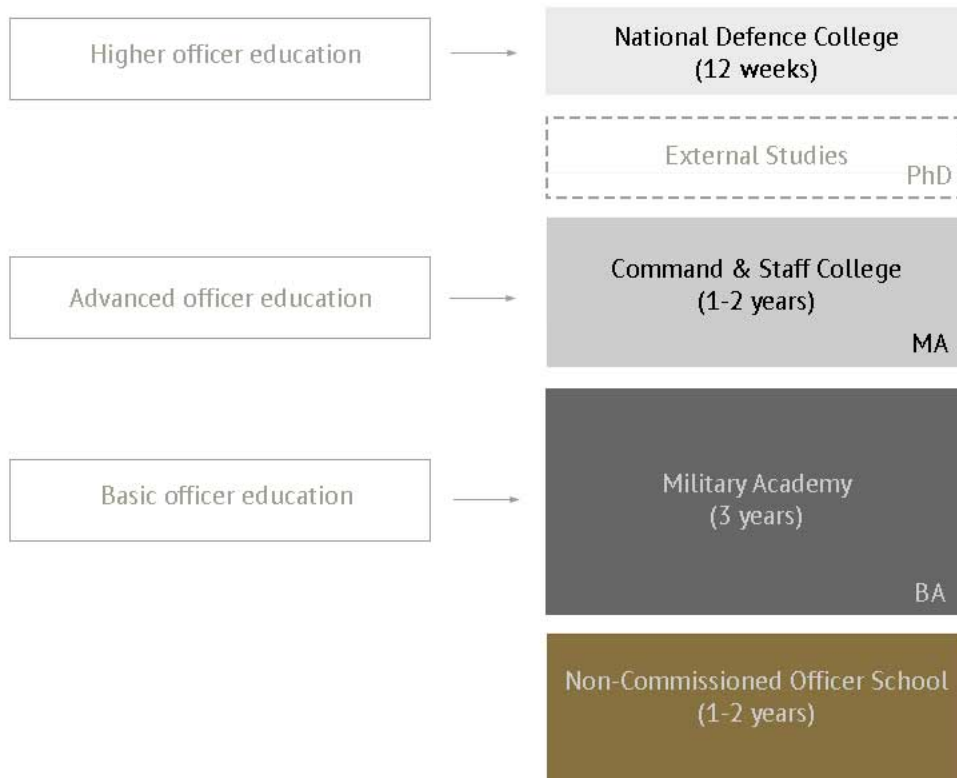 Higher officer education
National Defence College
(12 weeks)
External Studies
PhD
Advanced officer education
Command & Staff College
(1-2 years)
MA
Basic officer education
Military Academy
(3 years)
BA
Non-Commissioned Officer School
(1-2 years)